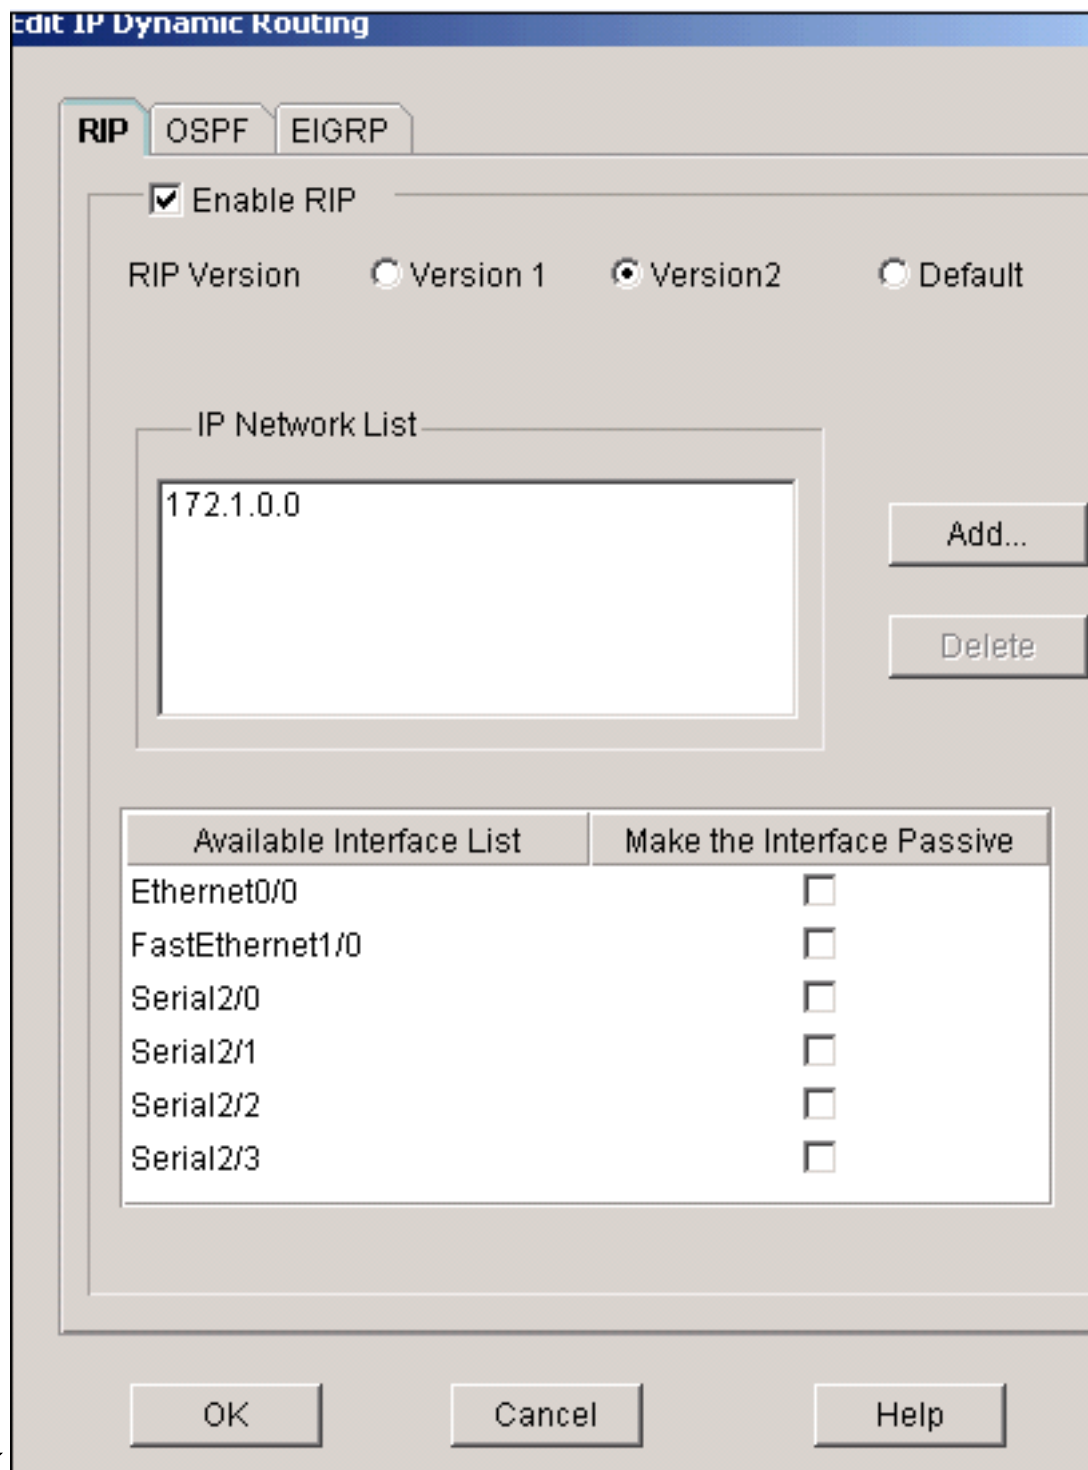 Edit IP Dynamic Routing
RIP OSPF EIGRP
Enable RIP
RIP Version Version 1 Version2 Default
IP Network List
172.1.0.0
Add...
Delete
Available Interface List Make the Interface Passive
Ethernet0/0
FastEthernet1/0
Serial2/0
Serial2/1
Serial2/2
Serial2/3
OK Cancel Help